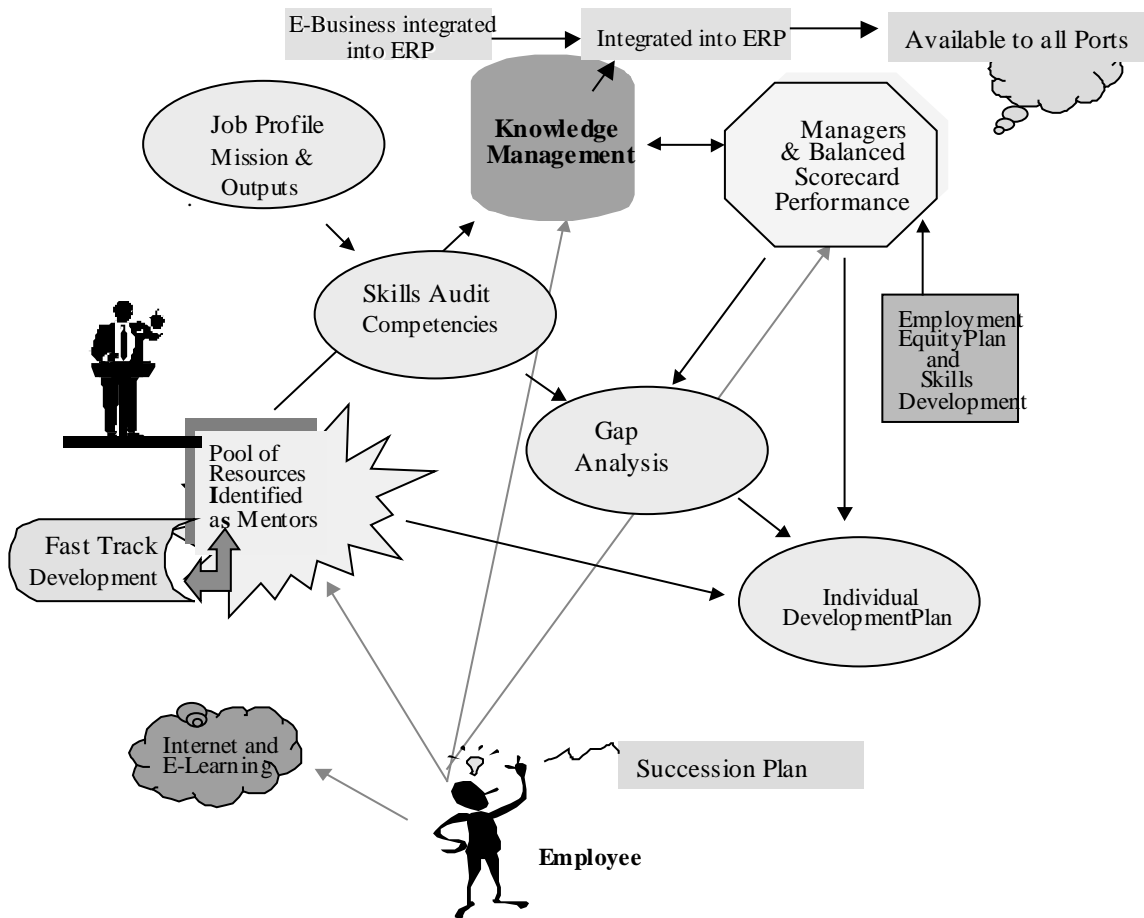 E-Business integrated
into ERP
Integrated into ERP
Available to all Ports
Job Profile
Mission &
Outputs
Knowledge
Management
Managers
& Balanced
Scorecard
Performance
Skills Audit
Competencies
Employment
EquityPlan
and
Skills
Development
Gap
Analysis
Pool of
Resources
Identified
as Mentors
Fast Track
Development
Individual
DevelopmentPlan
Internet and
E-Learning
Succession Plan
Employee